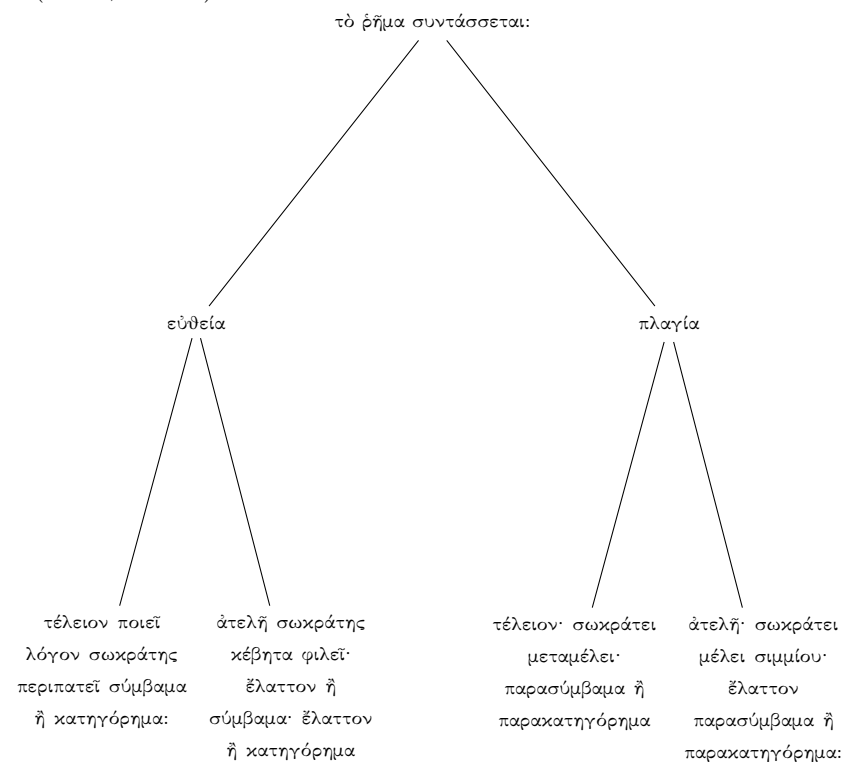 τὸ ῥῆμα συντάσσεται:
εὐθεία
πλαγία
τέλειον ποιεῖ
λόγον σωκράτης
περιπατεῖ σύμβαμα
ἢ κατηγόρημα:
ἀτελῆ σωκράτης
κέβητα φιλεῖ·
ἔλαττον ἢ
σύμβαμα· ἔλαττον
ἢ κατηγόρημα
τέλειον· σωκράτει
μεταμέλει·
παρασύμβαμα ἢ
παρακατηγόρημα
ἀτελῆ· σωκράτει
μέλει σιμμίου·
ἔλαττον
παρασύμβαμα ἢ
παρακατηγόρημα: